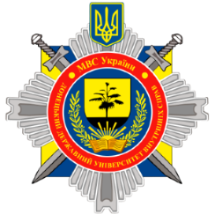 МВС України
ДОНЕЦЬКИЙ ДЕРЖАВНИЙ УНІВЕРСИТЕТ ВНУТРІШНІХ СПРАВ